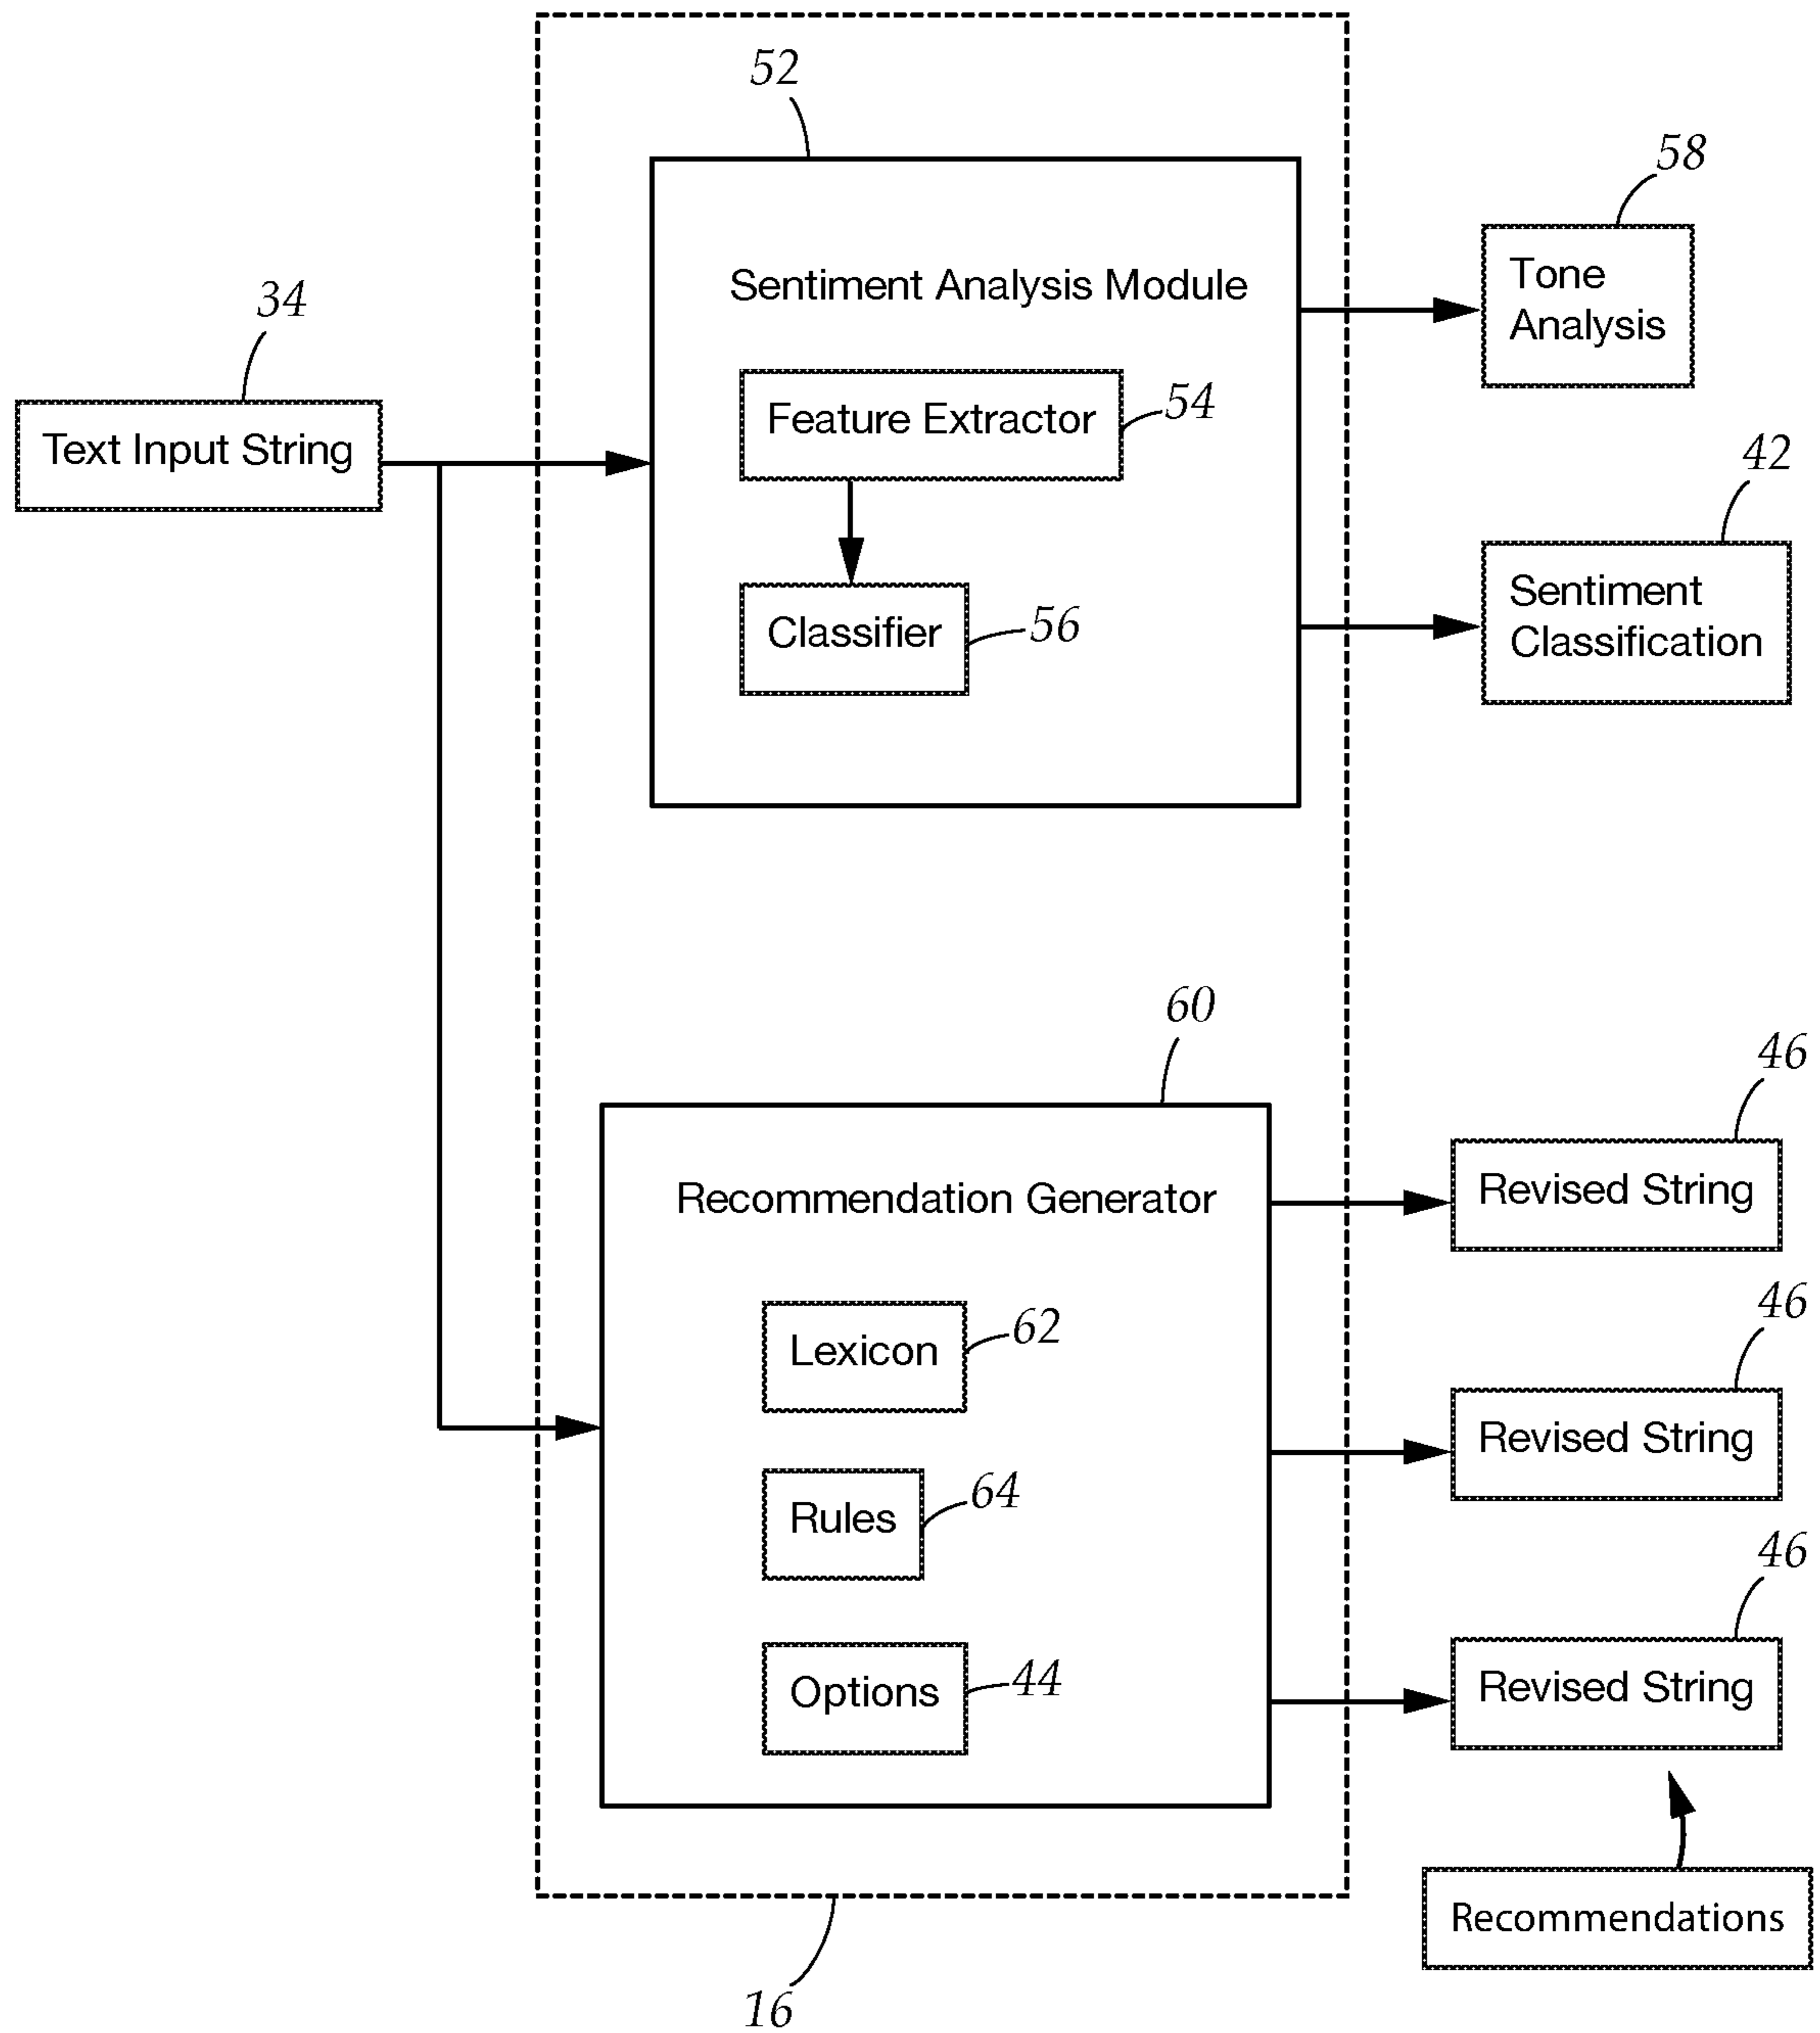 52
58
34
Sentiment Analysis Module
Tone
Analysis
Feature Extractor
54
Text Input String
42
Classifier
56
Sentiment
Classification
60
46
Recommendation Generator
Revised String
Lexicon
62
46
Revised String
Rules
64
46
Options
44
Revised String
Recommendations
16